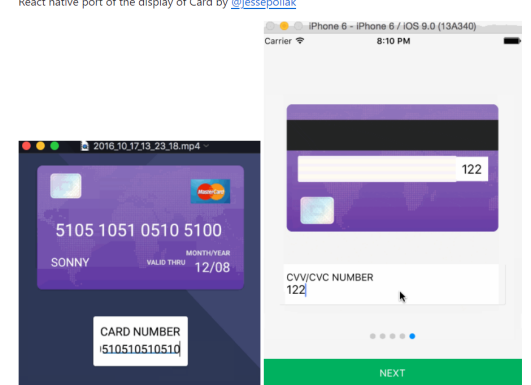 React native port of the display of Card by @jessepollak
iPhone 6 - iPhone 6 / iOS 9.0 (13A340)
Carrier
8:10 PM
122
CVV/CVC NUMBER
122
NEXT
2016_10_17_13_23_18.mp4
MasterCard
5105 1051 0510 5100
MONTH/YEAR
SONNY
VALID THRU
12/08
CARD NUMBER
510510510510